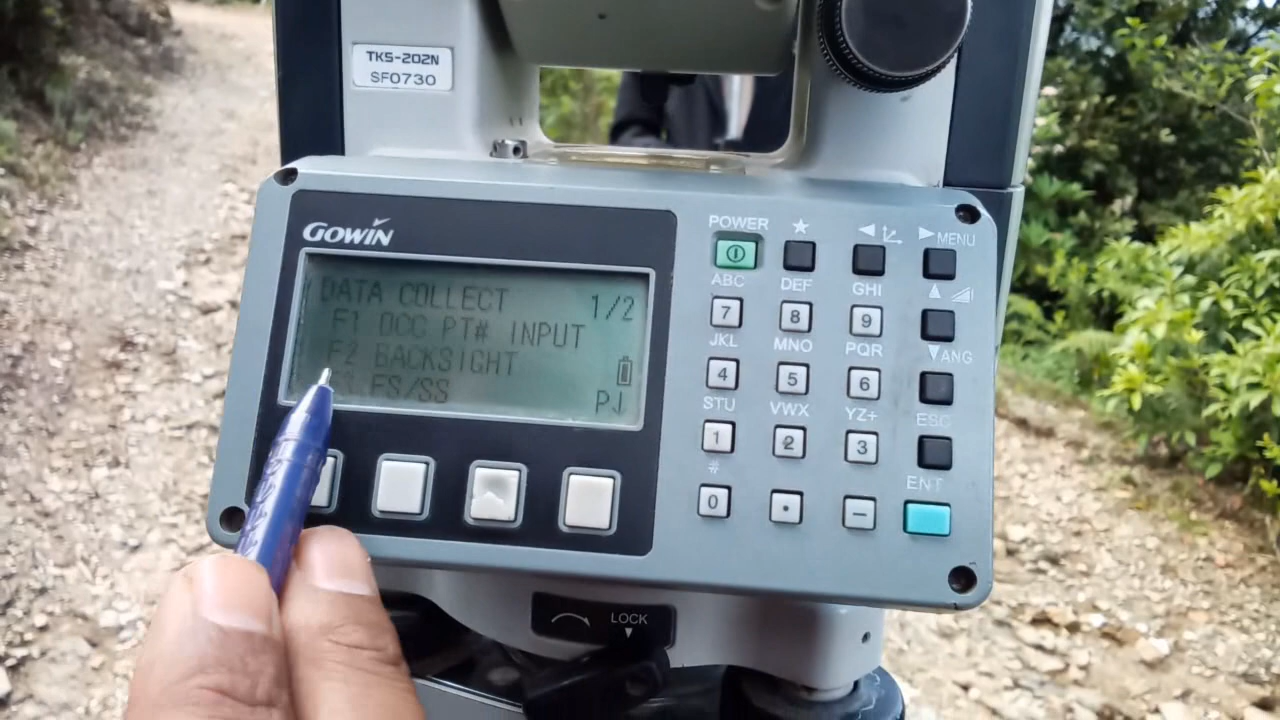 TKS-202N
SF0730
GOWIN
DATA COLLECT 1/2
F1 OCC.PT# INPUT
F2 BACKSIGHT
FS/SS
PJ
POWER
★
◀
▶ MENU
ABC
DEF
GHI
▲
7
8
9
JKL
MNO
PQR
▼ANG
4
5
6
STU
VWX
YZ+
ESC
1
2
3
#
ENT
0
•
−
LOCK
▼